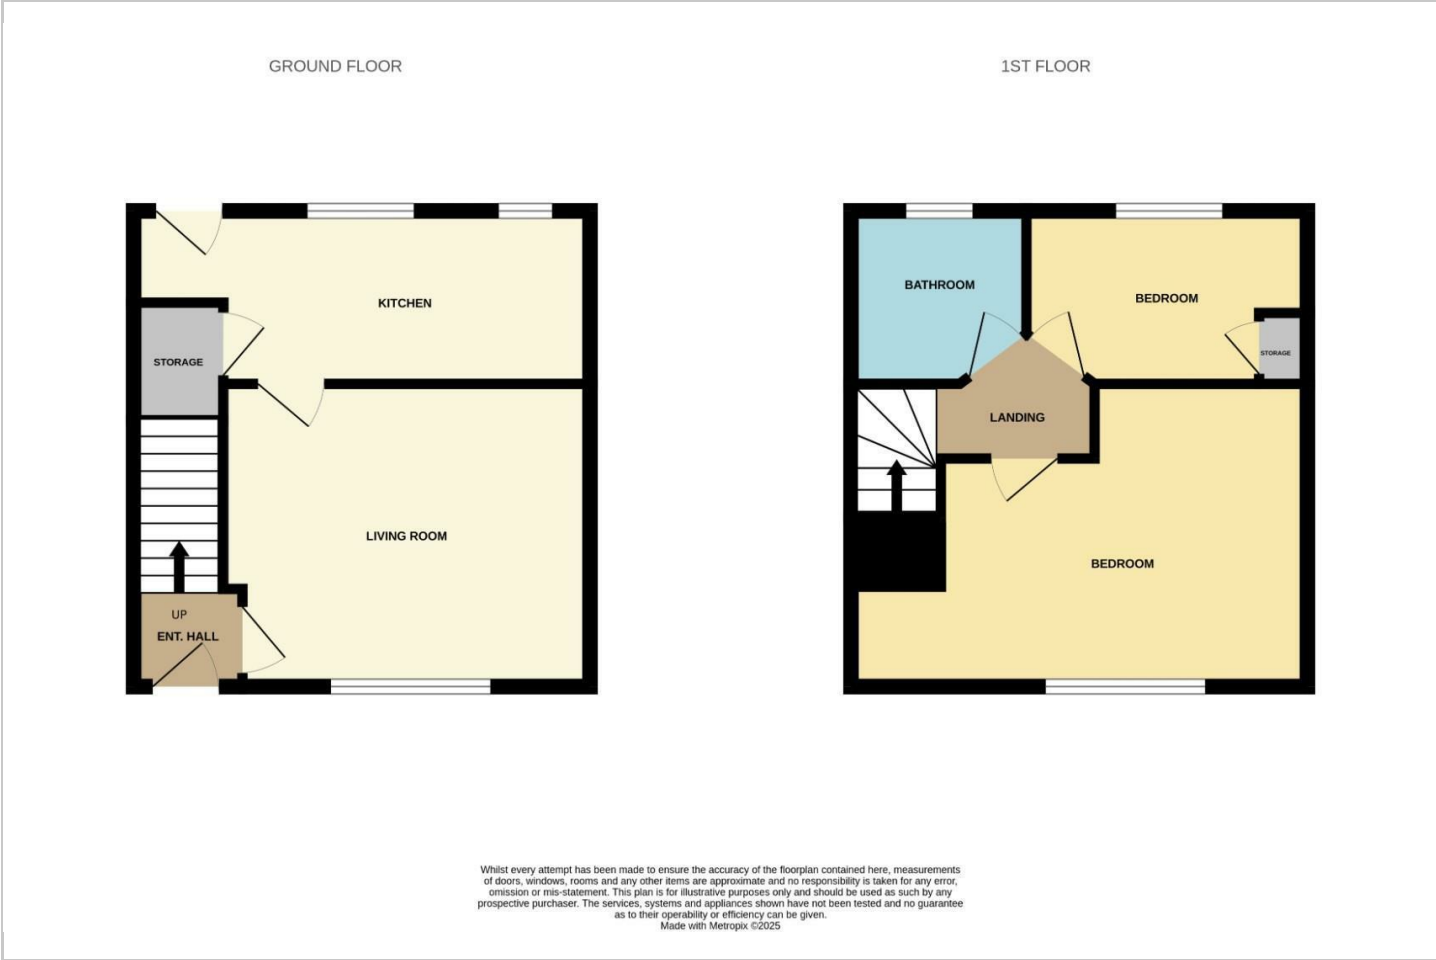 GROUND FLOOR
1ST FLOOR
KITCHEN
STORAGE
LIVING ROOM
UP
ENT. HALL
BATHROOM
BEDROOM
STORAGE
LANDING
BEDROOM
Whilst every attempt has been made to ensure the accuracy of the floorplan contained here, measurements
of doors, windows, rooms and any other items are approximate and no responsibility is taken for any error,
omission or mis-statement. This plan is for illustrative purposes only and should be used as such by any
prospective purchaser. The services, systems and appliances shown have not been tested and no guarantee
as to their operability or efficiency can be given.
Made with Metropix ©2025